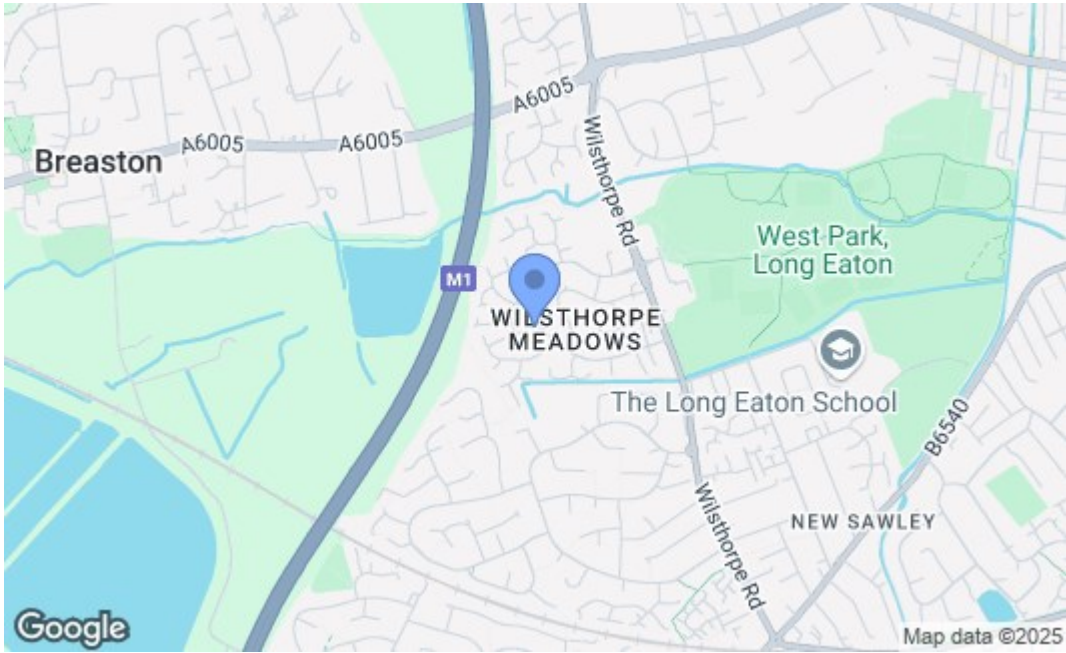 A6005
A6005
A6005
Breaston
Wilsthorpe Rd
West Park,
Long Eaton
M1
WILSTHORPE
MEADOWS
The Long Eaton School
B6540
Wilsthorpe Rd
NEW SAWLEY
Google
Map data ©2025